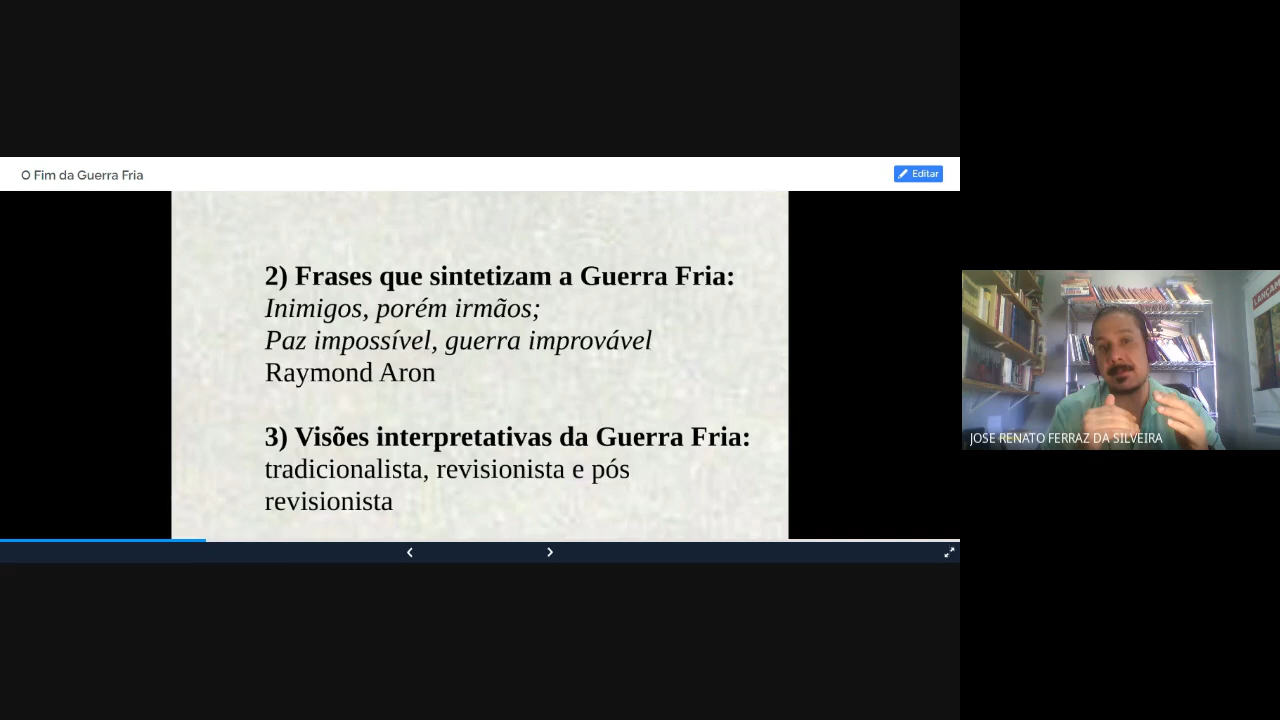 O Fim da Guerra Fria
Editar
2) Frases que sintetizam a Guerra Fria:
Inimigos, porém irmãos;
Paz impossível, guerra improvável
Raymond Aron
3) Visões interpretativas da Guerra Fria:
tradicionalista, revisionista e pós
revisionista
LANÇAM
JOSE RENATO FERRAZ DA SILVEIRA